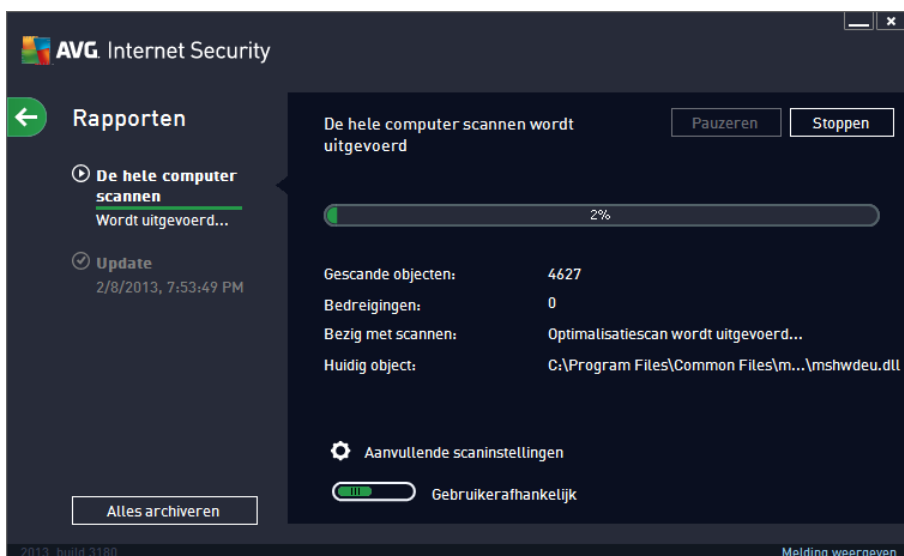 AVG. Internet Security
Rapporten
De hele computer
scannen
Wordt uitgevoerd...
Update
2/8/2013, 7:53:49 PM
Alles archiveren
De hele computer scannen wordt
uitgevoerd
Pauzeren
Stoppen
2%
Gescande objecten: 4627
Bedreigingen: 0
Bezig met scannen: Optimalisatiescan wordt uitgevoerd...
Huidig object: C:\Program Files\Common Files\m...\mshwdeu.dll
Aanvullende scaninstellingen
Gebruikerafhankelijk
2013 build 3180
Melding weergeven